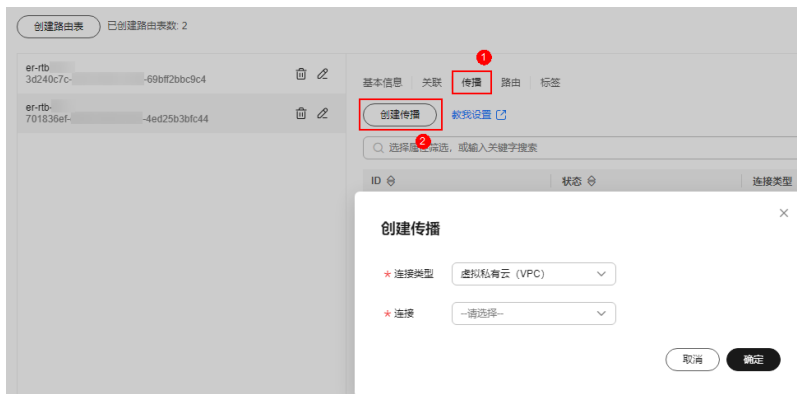 创建路由表 已创建路由表数: 2
er-rtb
3d240c7c- -69bff2bbc9c4
er-rtb-
701836ef- -4ed25b3bfc44
1
基本信息 关联 传播 路由 标签
创建传播 教我设置
2
选择属 筛选，或输入关键字搜索
ID 状态 连接类型
创建传播
* 连接类型 虚拟私有云（VPC）
* 连接 --请选择--
取消 确定